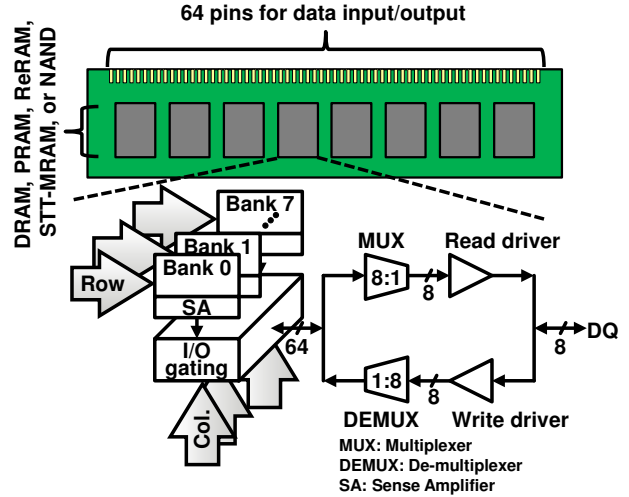 64 pins for data input/output
DRAM, PRAM, ReRAM,
STT-MRAM, or NAND
Bank 7
Bank 1
Bank 0
Row
SA
I/O
gating
Col.
64
MUX
8:1
8
Read driver
8
DQ
1:8
8
DEMUX
Write driver
MUX: Multiplexer
DEMUX: De-multiplexer
SA: Sense Amplifier